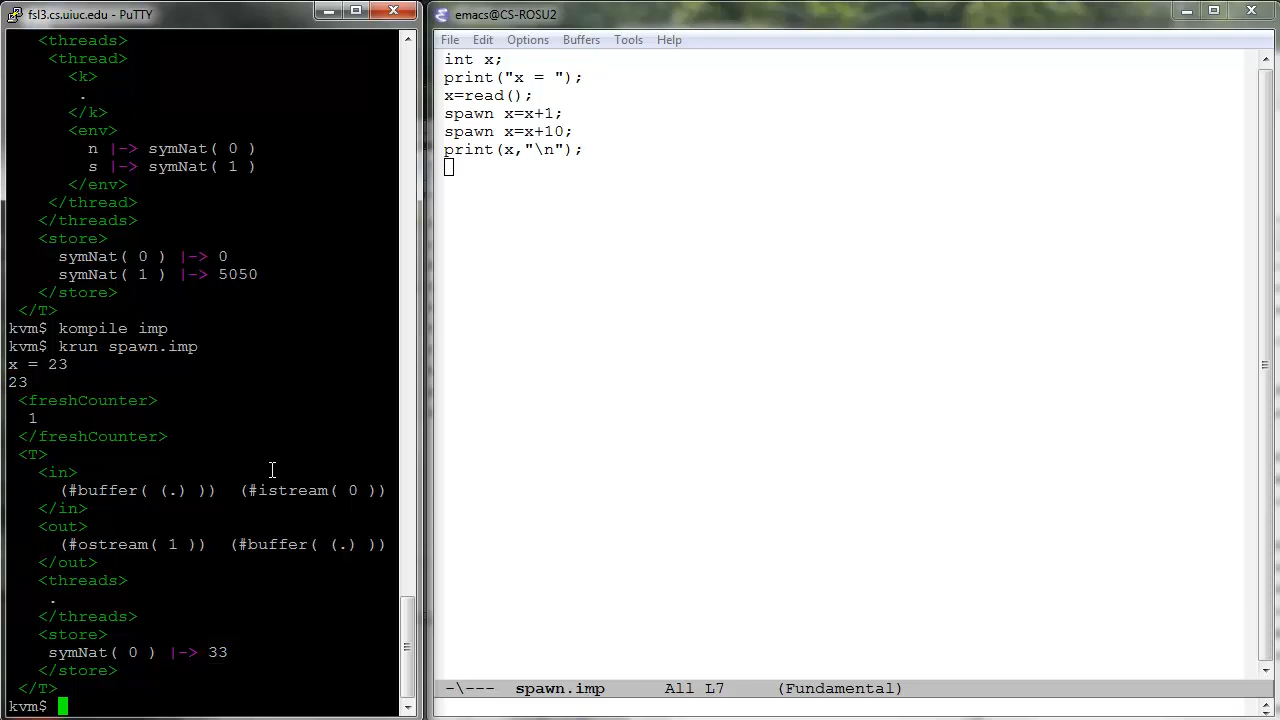 fsl3.cs.uiuc.edu - PuTTY
<threads>
<thread>
<k>
.
</k>
<env>
n |-> symNat( 0 )
s |-> symNat( 1 )
</env>
</thread>
</threads>
<store>
symNat( 0 ) |-> 0
symNat( 1 ) |-> 5050
</store>
</T>
kvm$ kompile imp
kvm$ krun spawn.imp
x = 23
23
<freshCounter>
1
</freshCounter>
<T>
<in>
(#buffer( (.) )) (#istream( 0 ))
</in>
<out>
(#ostream( 1 )) (#buffer( (.) ))
</out>
<threads>
.
</threads>
<store>
symNat( 0 ) |-> 33
</store>
</T>
kvm$
emacs@CS-ROSU2
File Edit Options Buffers Tools Help
int x;
print("x = ");
x=read();
spawn x=x+1;
spawn x=x+10;
print(x,"\n");
-\--- spawn.imp All L7 (Fundamental)